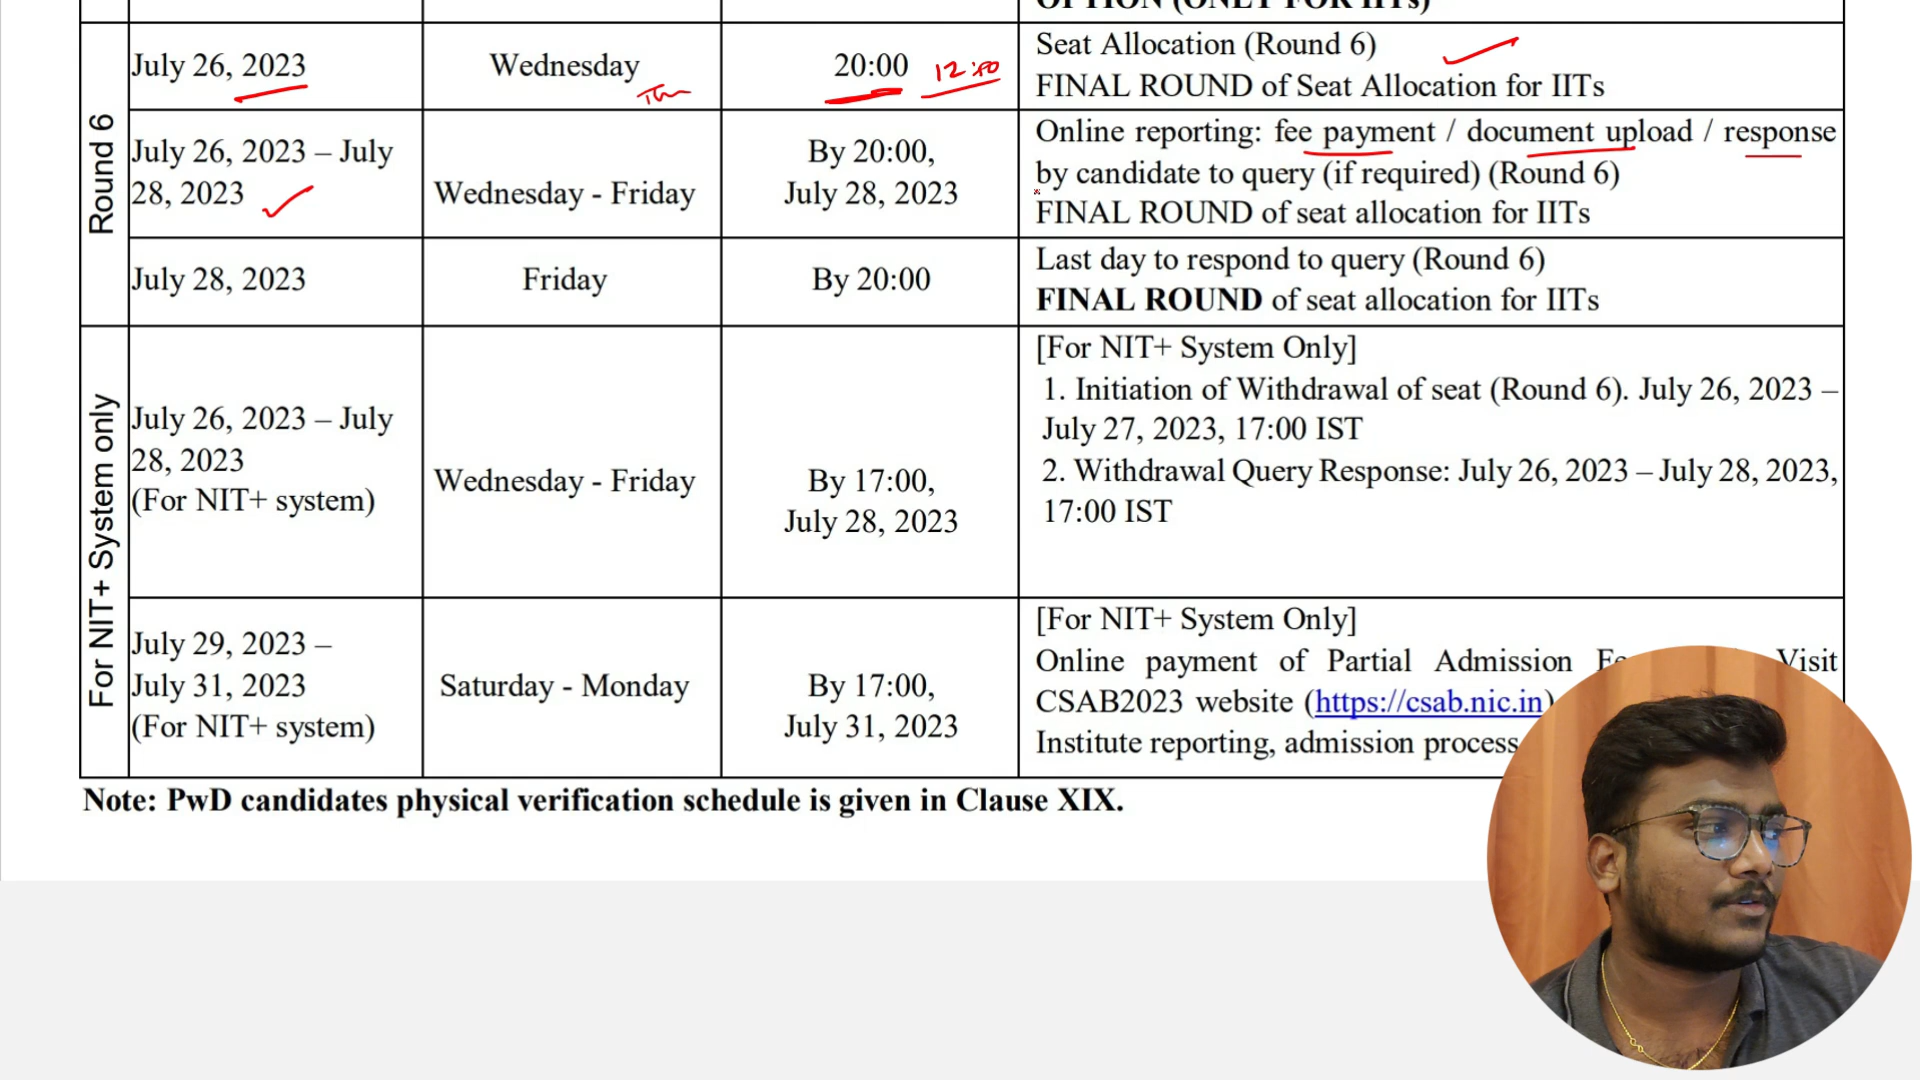 OPTION (ONLY FOR IITs)
Round 6
July 26, 2023
Wednesday
20:00
12:00
Seat Allocation (Round 6)
FINAL ROUND of Seat Allocation for IITs
July 26, 2023 – July
28, 2023
Wednesday - Friday
By 20:00,
July 28, 2023
Online reporting: fee payment / document upload / response
by candidate to query (if required) (Round 6)
FINAL ROUND of seat allocation for IITs
July 28, 2023
Friday
By 20:00
Last day to respond to query (Round 6)
FINAL ROUND of seat allocation for IITs
For NIT+ System only
July 26, 2023 – July
28, 2023
(For NIT+ system)
Wednesday - Friday
By 17:00,
July 28, 2023
[For NIT+ System Only]
1. Initiation of Withdrawal of seat (Round 6). July 26, 2023 –
July 27, 2023, 17:00 IST
2. Withdrawal Query Response: July 26, 2023 – July 28, 2023,
17:00 IST
July 29, 2023 –
July 31, 2023
(For NIT+ system)
Saturday - Monday
By 17:00,
July 31, 2023
[For NIT+ System Only]
Online payment of Partial Admission Visit
CSAB2023 website (https://csab.nic.in)
Institute reporting, admission process
Note: PwD candidates physical verification schedule is given in Clause XIX.